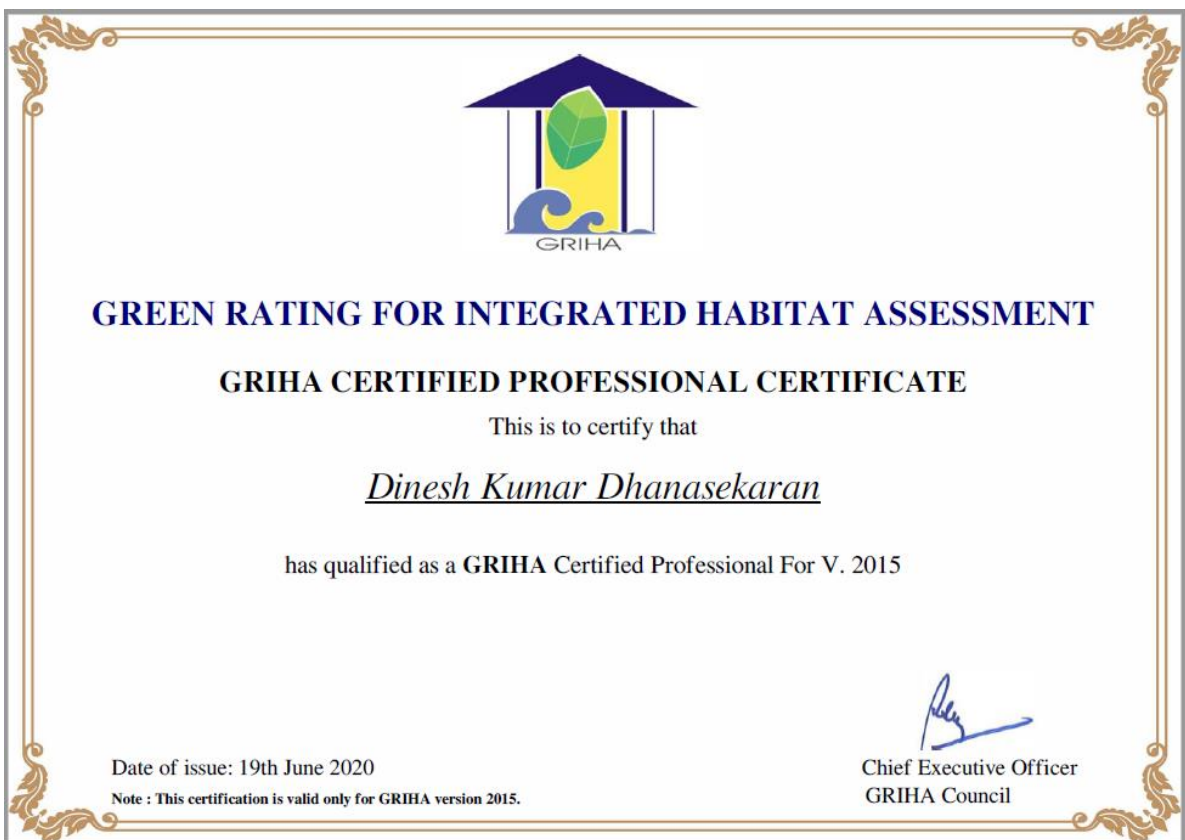 GRIHA
GREEN RATING FOR INTEGRATED HABITAT ASSESSMENT
GRIHA CERTIFIED PROFESSIONAL CERTIFICATE
This is to certify that
Dinesh Kumar Dhanasekaran
has qualified as a GRIHA Certified Professional For V. 2015
Date of issue: 19th June 2020
Note : This certification is valid only for GRIHA version 2015.
Chief Executive Officer
GRIHA Council